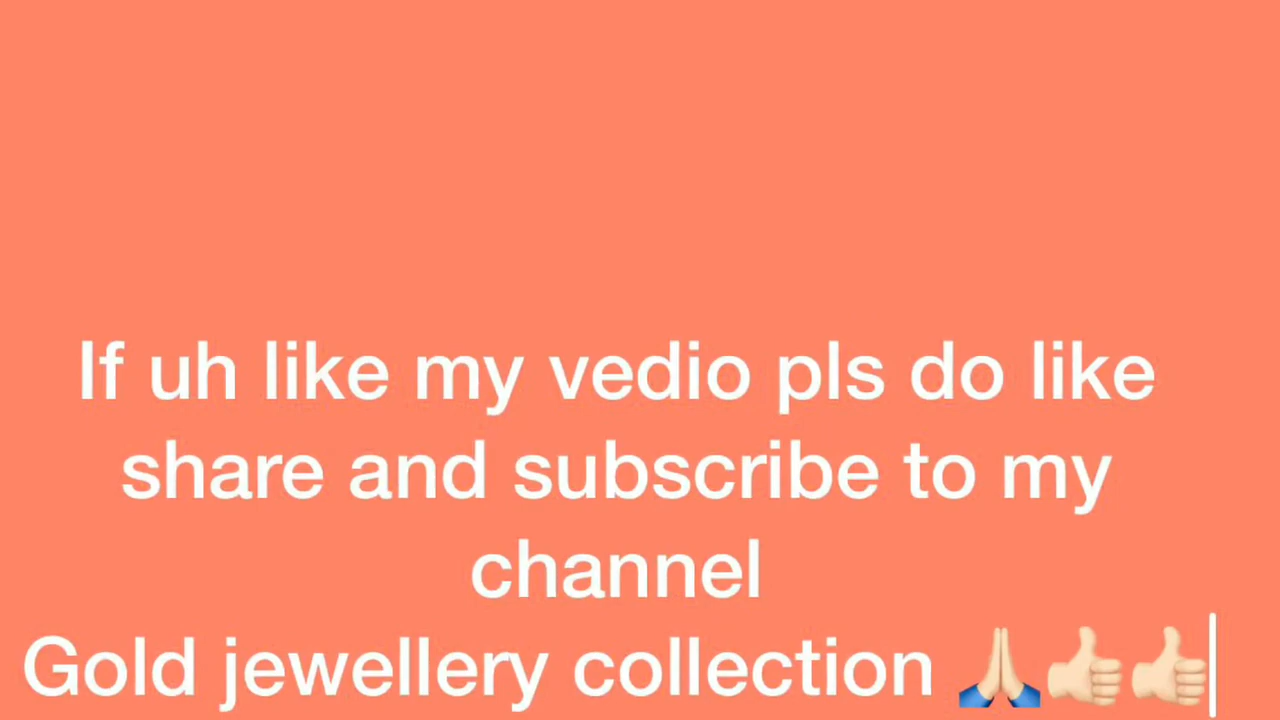 If uh like my vedio pls do like
share and subscribe to my
channel
Gold jewellery collection 🙏🏻👍🏻👍🏻